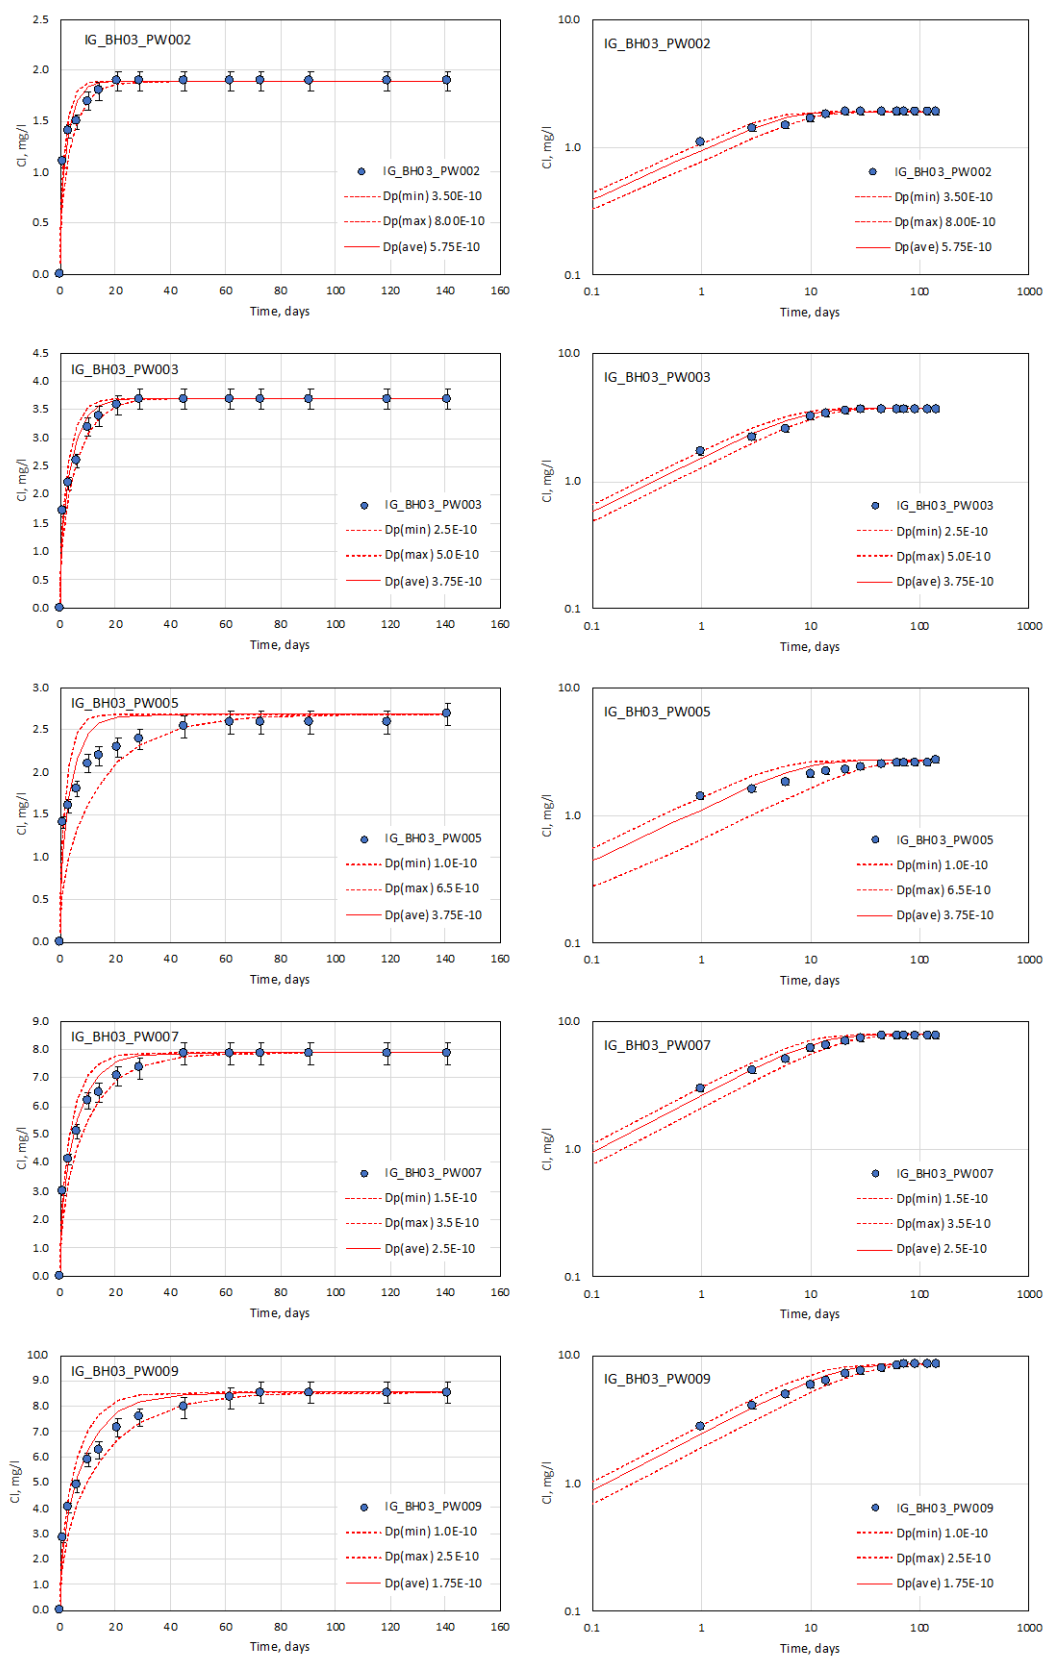 IG_BH03_PW002
2.5
2.0
1.5
1.0
0.5
0.0
Cl, mg/l
0 20 40 60 80 100 120 140 160
Time, days
IG_BH03_PW002
Dp(min) 3.50E-10
Dp(max) 8.00E-10
Dp(ave) 5.75E-10
IG_BH03_PW002
10.0
1.0
0.1
Cl, mg/l
0.1 1 10 100 1000
Time, days
IG_BH03_PW002
Dp(min) 3.50E-10
Dp(max) 8.00E-10
Dp(ave) 5.75E-10
IG_BH03_PW003
4.5
4.0
3.5
3.0
2.5
2.0
1.5
1.0
0.5
0.0
Cl, mg/l
0 20 40 60 80 100 120 140 160
Time, days
IG_BH03_PW003
Dp(min) 2.5E-10
Dp(max) 5.0E-10
Dp(ave) 3.75E-10
IG_BH03_PW003
10.0
1.0
0.1
Cl, mg/l
0.1 1 10 100 1000
Time, days
IG_BH03_PW003
Dp(min) 2.5E-10
Dp(max) 5.0E-10
Dp(ave) 3.75E-10
IG_BH03_PW005
3.0
2.5
2.0
1.5
1.0
0.5
0.0
Cl, mg/l
0 20 40 60 80 100 120 140 160
Time, days
IG_BH03_PW005
Dp(min) 1.0E-10
Dp(max) 6.5E-10
Dp(ave) 3.75E-10
IG_BH03_PW005
10.0
1.0
0.1
Cl, mg/l
0.1 1 10 100 1000
Time, days
IG_BH03_PW005
Dp(min) 1.0E-10
Dp(max) 6.5E-10
Dp(ave) 3.75E-10
IG_BH03_PW007
9.0
8.0
7.0
6.0
5.0
4.0
3.0
2.0
1.0
0.0
Cl, mg/l
0 20 40 60 80 100 120 140 160
Time, days
IG_BH03_PW007
Dp(min) 1.5E-10
Dp(max) 3.5E-10
Dp(ave) 2.5E-10
IG_BH03_PW007
10.0
1.0
0.1
Cl, mg/l
0.1 1 10 100 1000
Time, days
IG_BH03_PW007
Dp(min) 1.5E-10
Dp(max) 3.5E-10
Dp(ave) 2.5E-10
IG_BH03_PW009
10.0
9.0
8.0
7.0
6.0
5.0
4.0
3.0
2.0
1.0
0.0
Cl, mg/l
0 20 40 60 80 100 120 140 160
Time, days
IG_BH03_PW009
Dp(min) 1.0E-10
Dp(max) 2.5E-10
Dp(ave) 1.75E-10
IG_BH03_PW009
10.0
1.0
0.1
Cl, mg/l
0.1 1 10 100 1000
Time, days
IG_BH03_PW009
Dp(min) 1.0E-10
Dp(max) 2.5E-10
Dp(ave) 1.75E-10